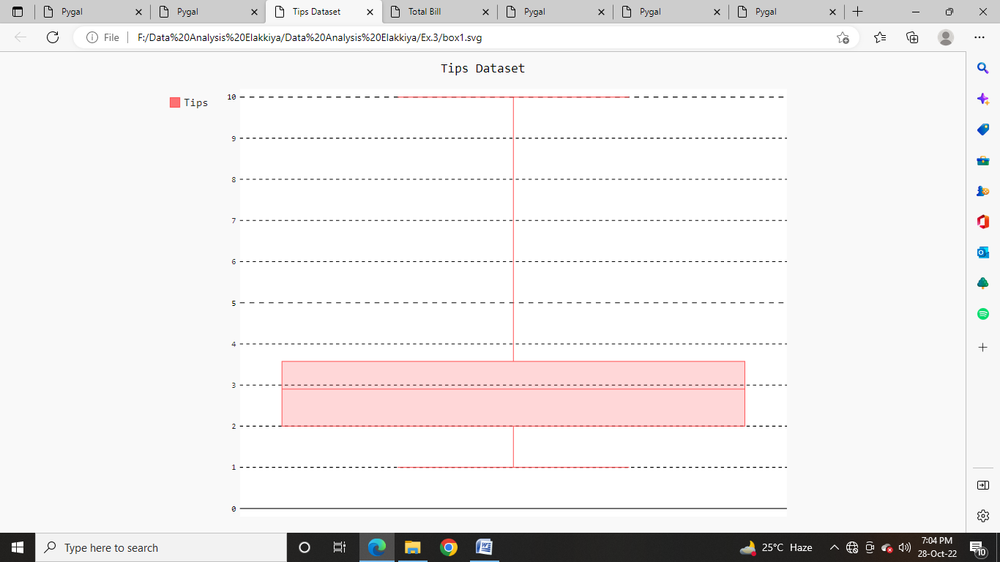 Pygal
Pygal
Tips Dataset
Total Bill
Pygal
Pygal
Pygal
File
F:/Data%20Analysis%20Elakkiya/Data%20Analysis%20Elakkiya/Ex.3/box1.svg
Tips Dataset
Tips
10
9
8
7
6
5
4
3
2
1
0
Type here to search
25°C Haze
7:04 PM
28-Oct-22
10